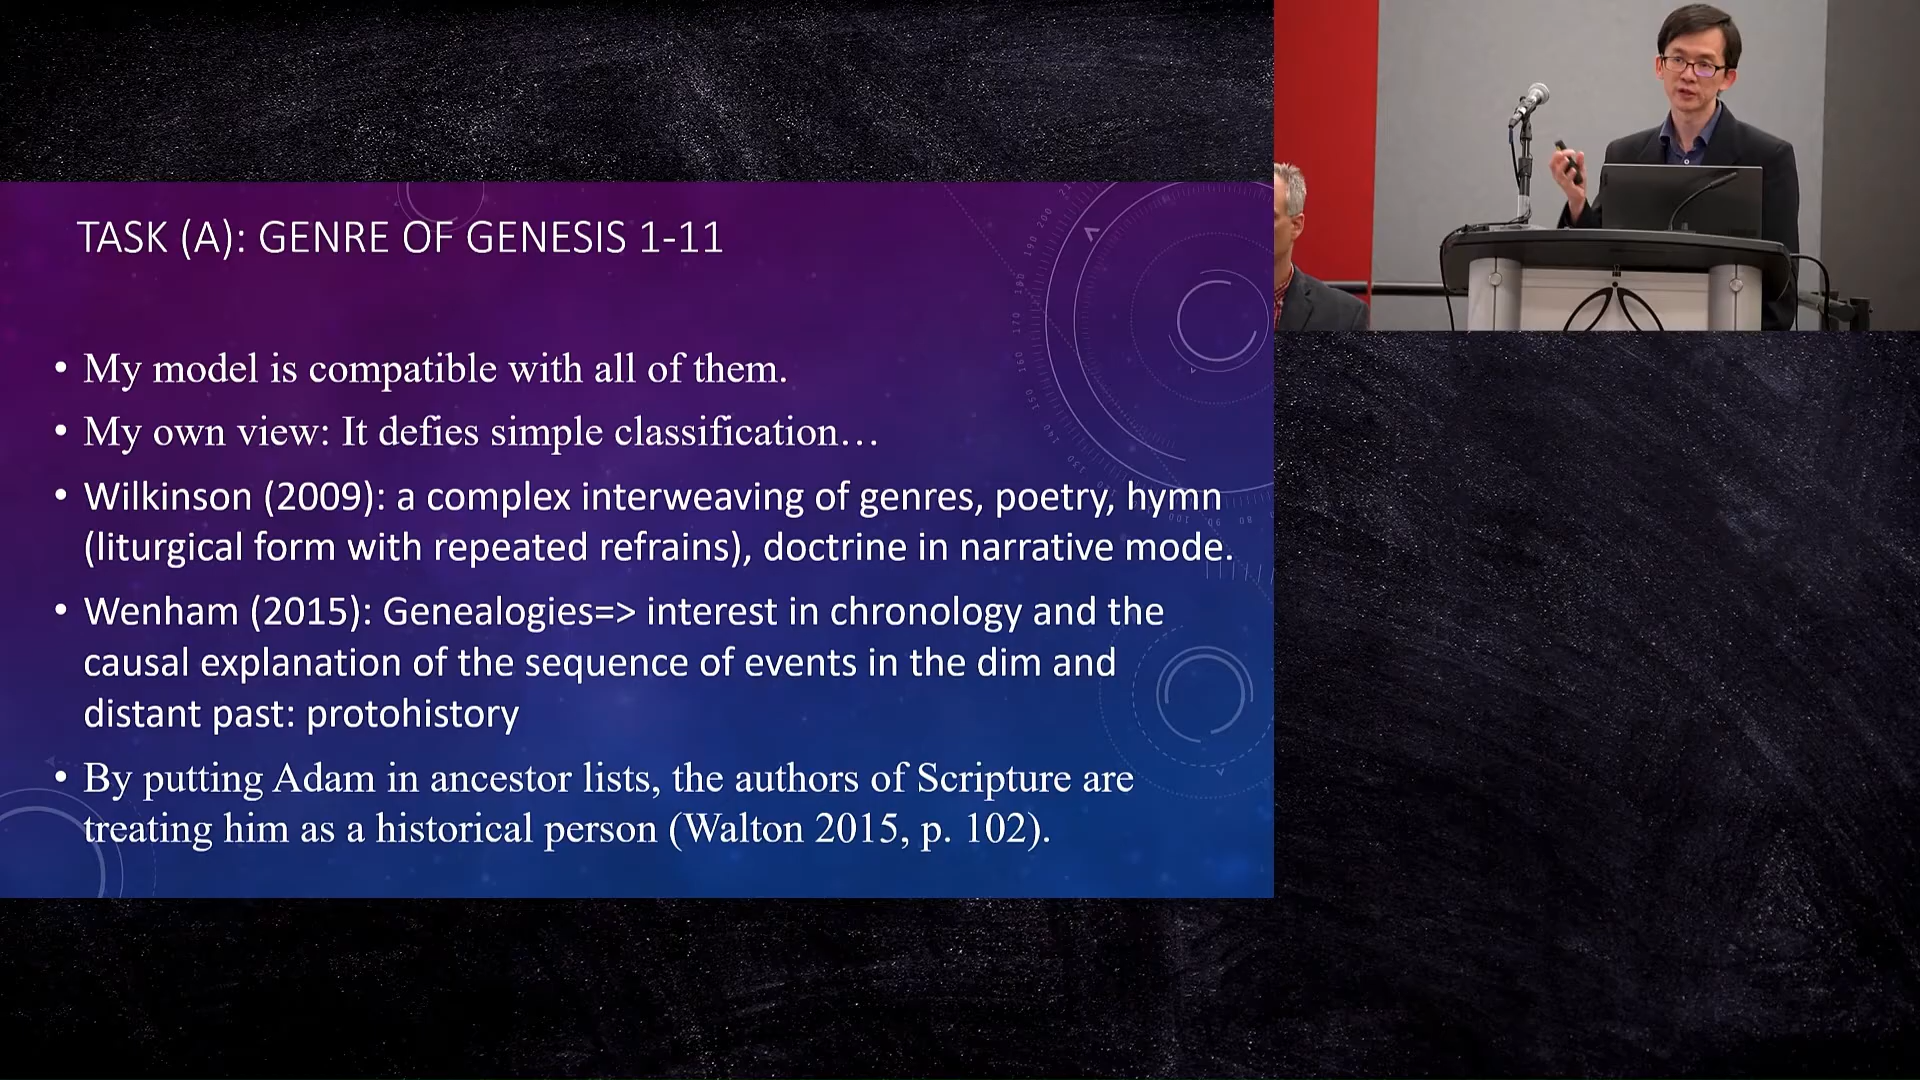 TASK (A): GENRE OF GENESIS 1-11
• My model is compatible with all of them.
• My own view: It defies simple classification…
• Wilkinson (2009): a complex interweaving of genres, poetry, hymn
(liturgical form with repeated refrains), doctrine in narrative mode.
• Wenham (2015): Genealogies=> interest in chronology and the
causal explanation of the sequence of events in the dim and
distant past: protohistory
• By putting Adam in ancestor lists, the authors of Scripture are
treating him as a historical person (Walton 2015, p. 102).